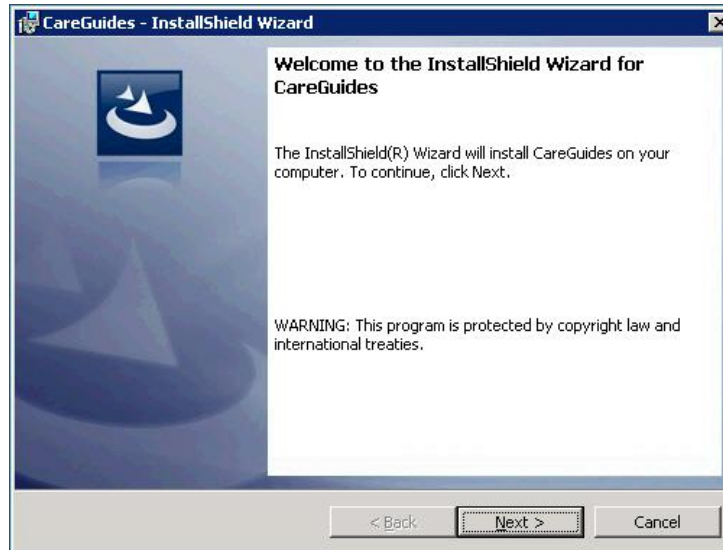 CareGuides - InstallShield Wizard
Welcome to the InstallShield Wizard for
CareGuides
The InstallShield(R) Wizard will install CareGuides on your
computer. To continue, click Next.
WARNING: This program is protected by copyright law and
international treaties.
< Back
Next >
Cancel